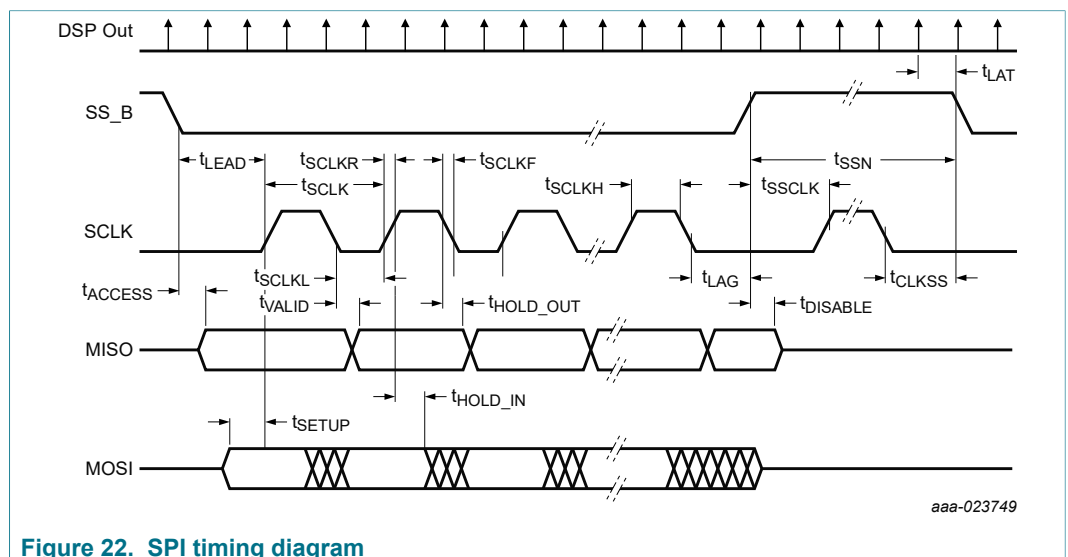 DSP Out
tLAT
SS_B
tLEAD
tSCLKR
tSCLKF
tSSN
tSCLK
tSCLKH
tSSCLK
SCLK
tSCLKL
tLAG
tCLKSS
tACCESS
tVALID
tHOLD_OUT
tDISABLE
MISO
tHOLD_IN
tSETUP
MOSI
aaa-023749
Figure 22. SPI timing diagram